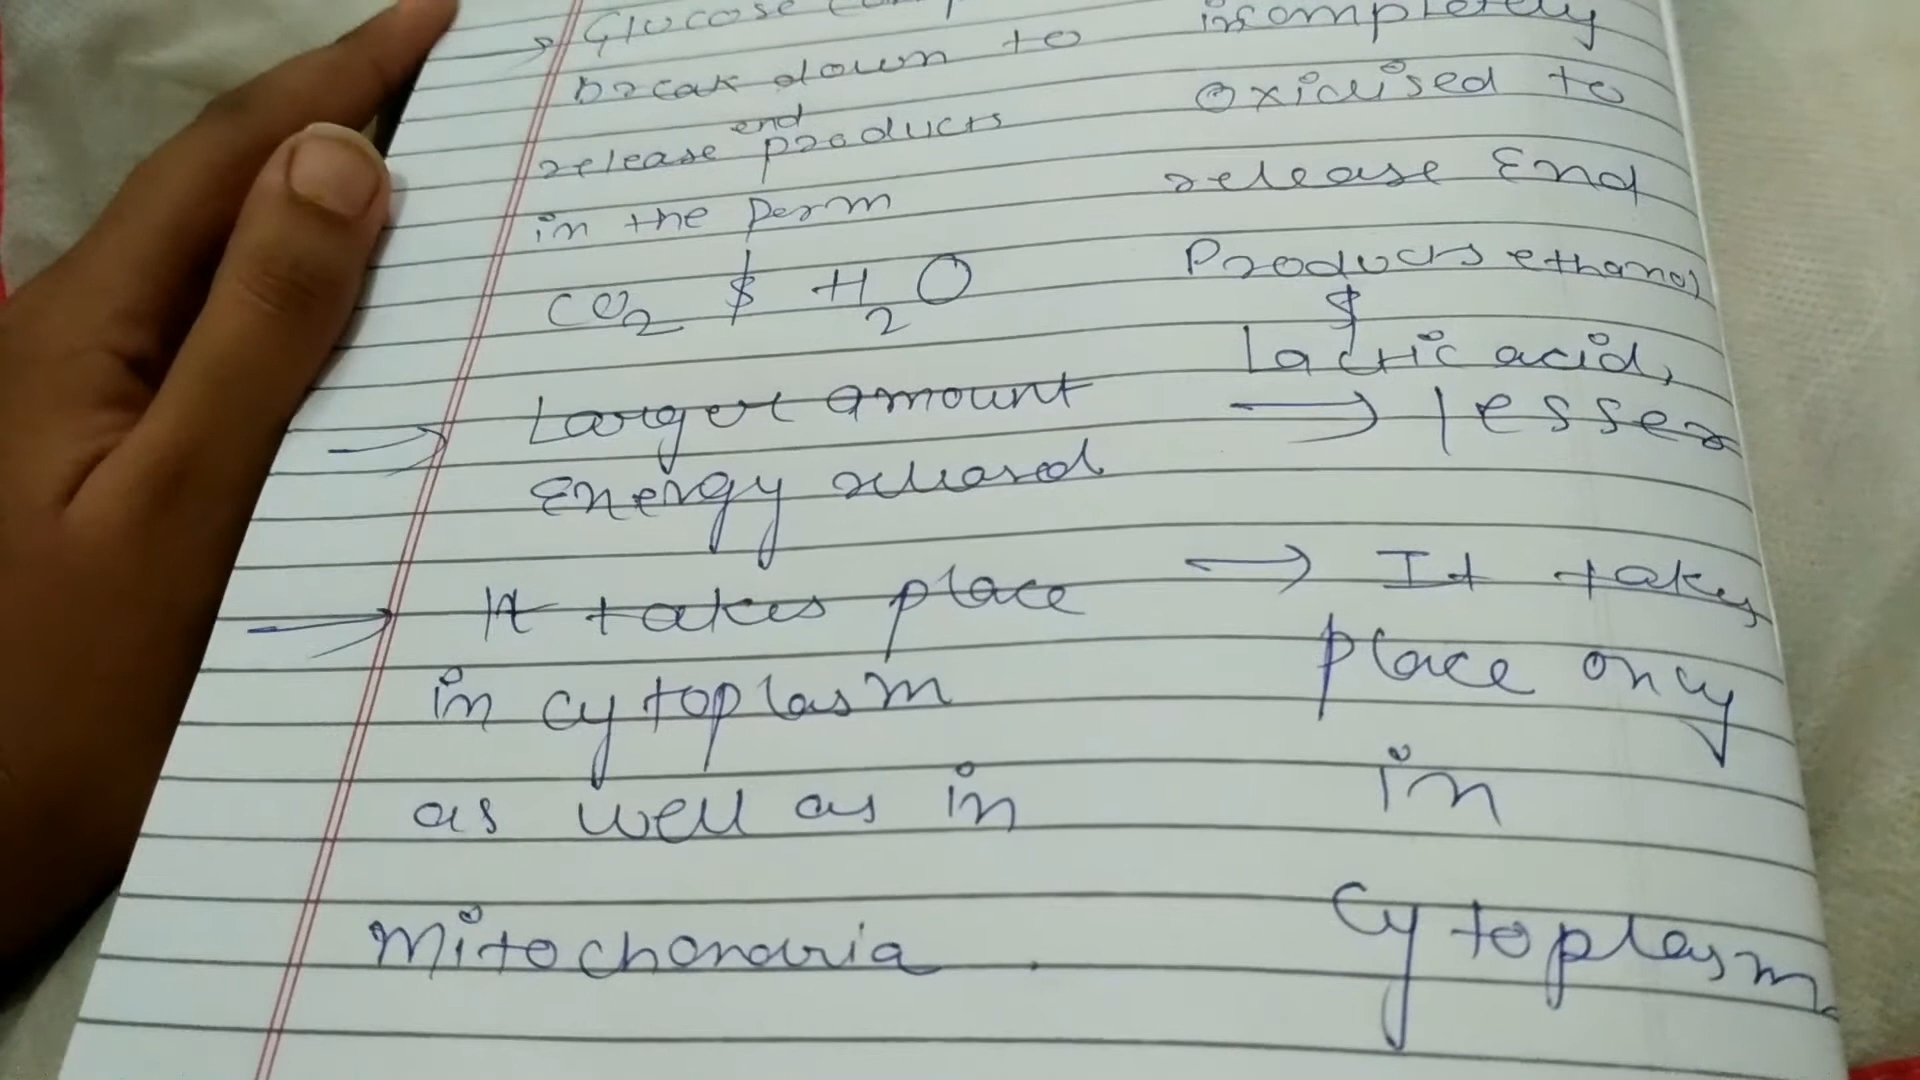 → Glucose
break down to
release end products
in the perm
CO2 $ H2O
→ Larger amount
Energy released
→ It takes place
in cytoplasm
as well as in
Mitochondria
incompletely
oxidised to
release End
Products ethanol
$
Lactic acid,
→ lesser
→ It takes
place only
in
Cytoplasm